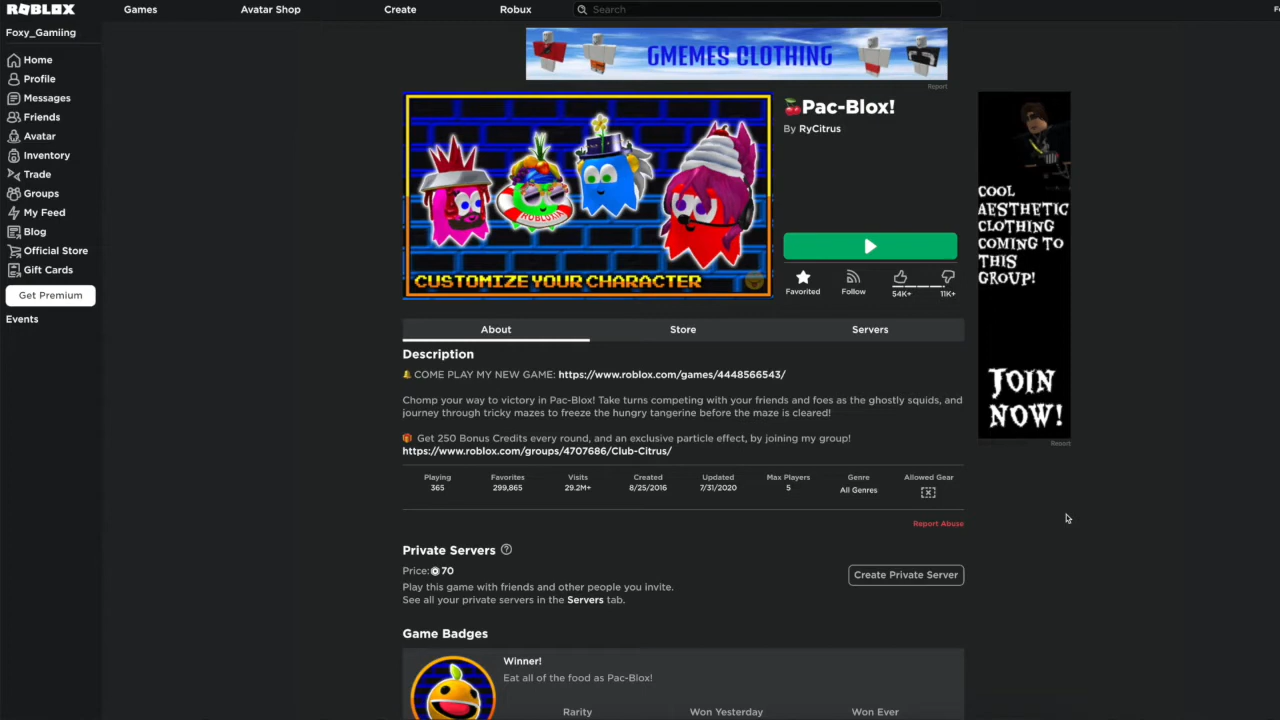 ROBLOX
Games
Avatar Shop
Create
Robux
Search
Foxy_Gamiing
Home
Profile
Messages
Friends
Avatar
Inventory
Trade
Groups
My Feed
Blog
Official Store
Gift Cards
Get Premium
Events
GMEMES CLOTHING
Report
ROBLOXIA
CUSTOMIZE YOUR CHARACTER
Pac-Blox!
By RyCitrus
Favorited
Follow
54K+
11K+
COOL
AESTHETIC
CLOTHING
COMING TO
THIS
GROUP!
JOIN
NOW!
Report
About
Store
Servers
Description
COME PLAY MY NEW GAME: https://www.roblox.com/games/4448566543/
Chomp your way to victory in Pac-Blox! Take turns competing with your friends and foes as the ghostly squids, and
journey through tricky mazes to freeze the hungry tangerine before the maze is cleared!
Get 250 Bonus Credits every round, and an exclusive particle effect, by joining my group!
https://www.roblox.com/groups/4707686/Club-Citrus/
Playing
365
Favorites
299,865
Visits
29.2M+
Created
8/25/2016
Updated
7/31/2020
Max Players
5
Genre
All Genres
Allowed Gear
Report Abuse
Private Servers
Price: 70
Play this game with friends and other people you invite.
See all your private servers in the Servers tab.
Create Private Server
Game Badges
Winner!
Eat all of the food as Pac-Blox!
Rarity
Won Yesterday
Won Ever